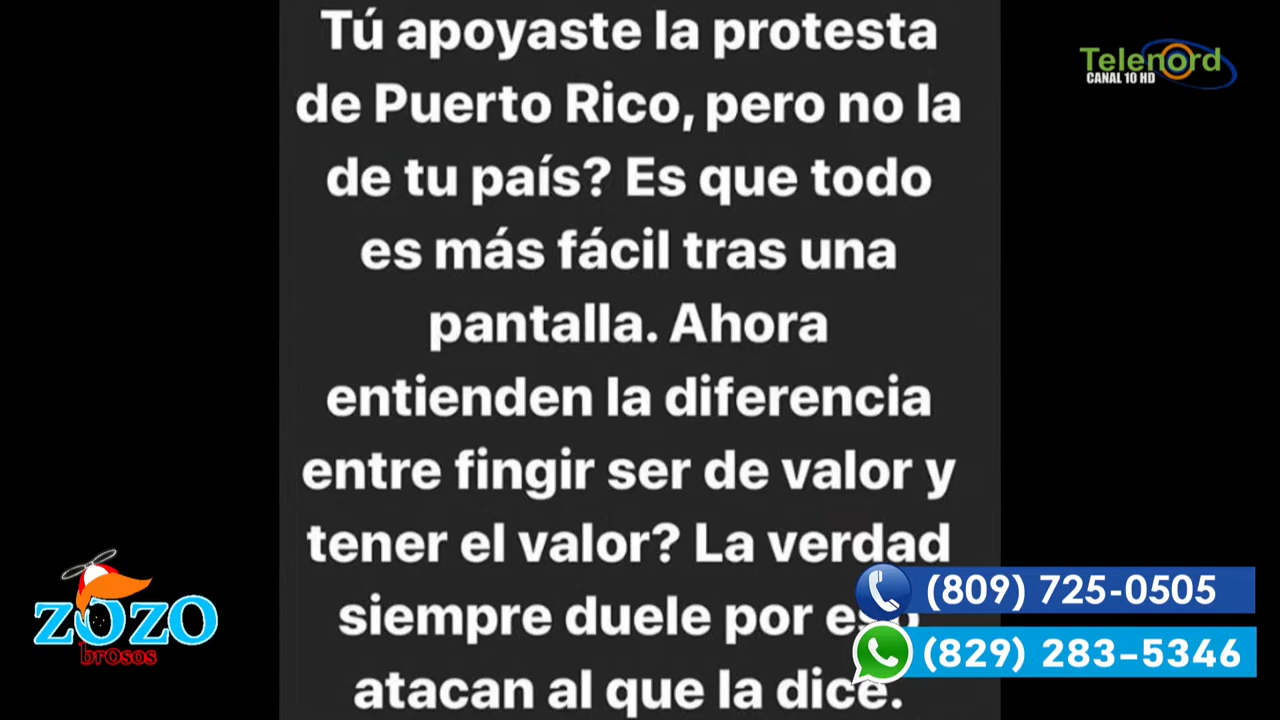 Tú apoyaste la protesta
de Puerto Rico, pero no la
de tu país? Es que todo
es más fácil tras una
pantalla. Ahora
entienden la diferencia
entre fingir ser de valor y
tener el valor? La verdad
siempre duele por eso
atacan al que la dice.
Telenord
CANAL 10 HD
zozo
brOsos
(809) 725-0505
(829) 283-5346